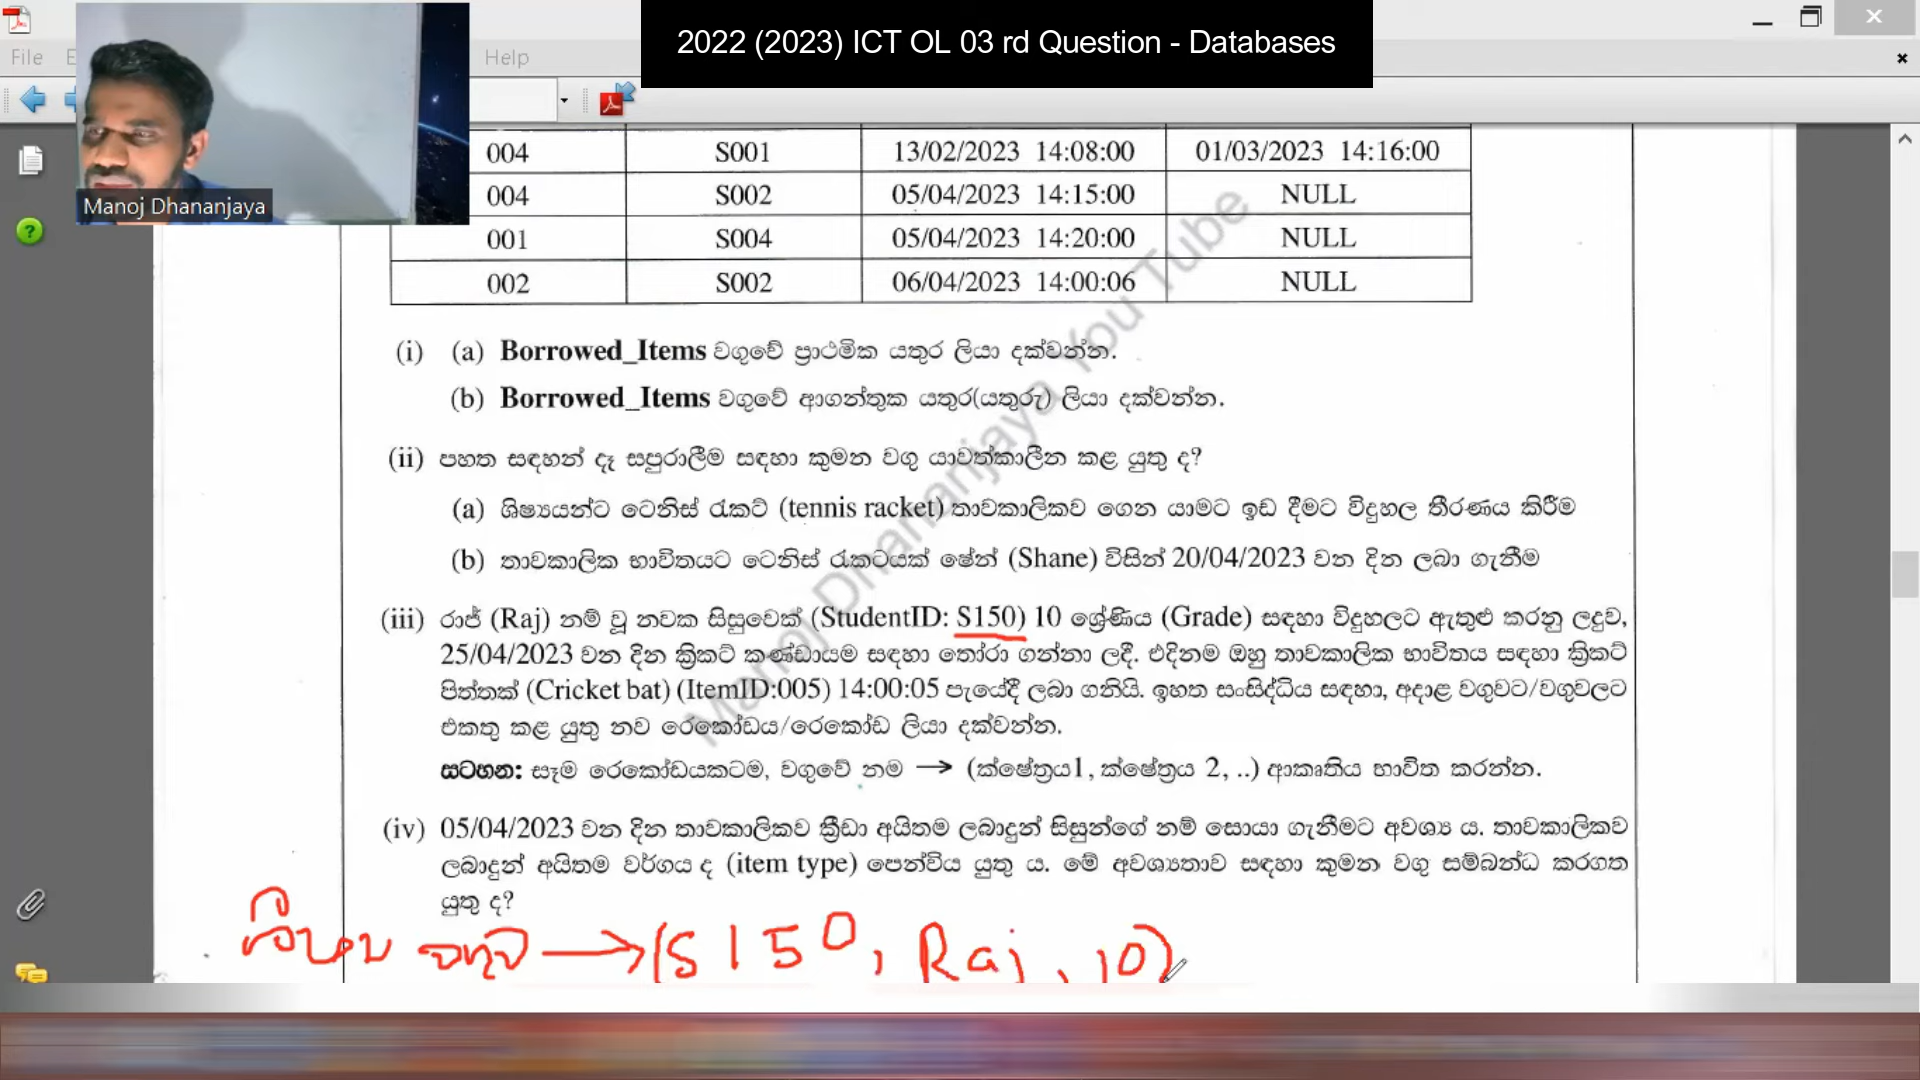 2022 (2023) ICT OL 03 rd Question - Databases
File
Help
Manoj Dhananjaya
004 S001 13/02/2023 14:08:00 01/03/2023 14:16:00
004 S002 05/04/2023 14:15:00 NULL
001 S004 05/04/2023 14:20:00 NULL
002 S002 06/04/2023 14:00:06 NULL
(i) (a) Borrowed_Items වගුවේ ප්‍රාථමික යතුර ලියා දක්වන්න.
(b) Borrowed_Items වගුවේ ආගන්තුක යතුර(යතුරු) ලියා දක්වන්න.
(ii) පහත සඳහන් දෑ සපුරාලීම සඳහා කුමන වගු යාවත්කාලීන කළ යුතු ද?
(a) ශිෂ්‍යයන්ට ටෙනිස් රැකට් (tennis racket) තාවකාලිකව ගෙන යාමට ඉඩ දීමට විදුහල තීරණය කිරීම
(b) තාවකාලික භාවිතයට ටෙනිස් රැකටයක් ෂේන් (Shane) විසින් 20/04/2023 වන දින ලබා ගැනීම
(iii) රාජ් (Raj) නම් වූ නවක සිසුවෙක් (StudentID: S150) 10 ශ්‍රේණිය (Grade) සඳහා විදුහලට ඇතුළු කරනු ලදුව,
25/04/2023 වන දින ක්‍රිකට් කණ්ඩායම සඳහා තෝරා ගන්නා ලදී. එදිනම ඔහු තාවකාලික භාවිතය සඳහා ක්‍රිකට්
පිත්තක් (Cricket bat) (ItemID:005) 14:00:05 පැයේදී ලබා ගනියි. ඉහත සංසිද්ධිය සඳහා, අදාළ වගුවට/වගුවලට
එකතු කළ යුතු නව රෙකෝඩය/රෙකෝඩ ලියා දක්වන්න.
සටහන: සෑම රෙකෝඩයකටම, වගුවේ නම → (ක්ෂේත්‍රය1, ක්ෂේත්‍රය 2, ..) ආකෘතිය භාවිත කරන්න.
(iv) 05/04/2023 වන දින තාවකාලිකව ක්‍රීඩා අයිතම ලබාදුන් සිසුන්ගේ නම් සොයා ගැනීමට අවශ්‍ය ය. තාවකාලිකව
ලබාදුන් අයිතම වර්ගය ද (item type) පෙන්විය යුතු ය. මේ අවශ්‍යතාව සඳහා කුමන වගු සම්බන්ධ කරගත
යුතු ද?
වගුව → (S150, Raj, 10)
Manoj Dhananjaya You Tube